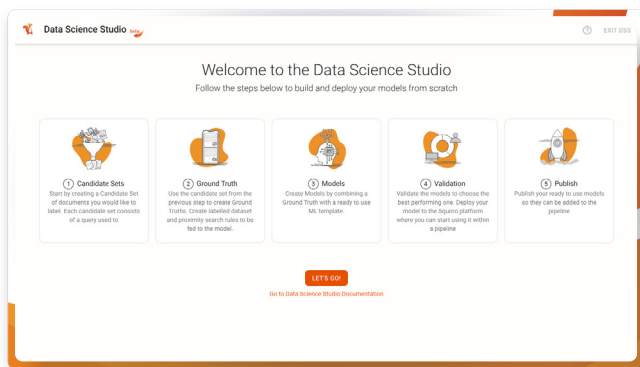 Data Science Studio beta
EXIT DSS
Welcome to the Data Science Studio
Follow the steps below to build and deploy your models from scratch
1 Candidate Sets
Start by creating a Candidate Set
of documents you would like to
label. Each candidate set consists
of a query used to
2 Ground Truth
Use the candidate set from the
previous step to create Ground
Truths. Create labelled dataset
and proximity search rules to be
fed to the model.
3 Models
Create Models by combining a
Ground Truth with a ready to use
ML template.
4 Validation
Validate the models to choose the
best performing one. Deploy your
model to the Squirro platform
where you can start using it within
a pipeline
5 Publish
Publish your ready to use models
so they can be added to the
pipeline
LET'S GO!
Go to Data Science Studio Documentation